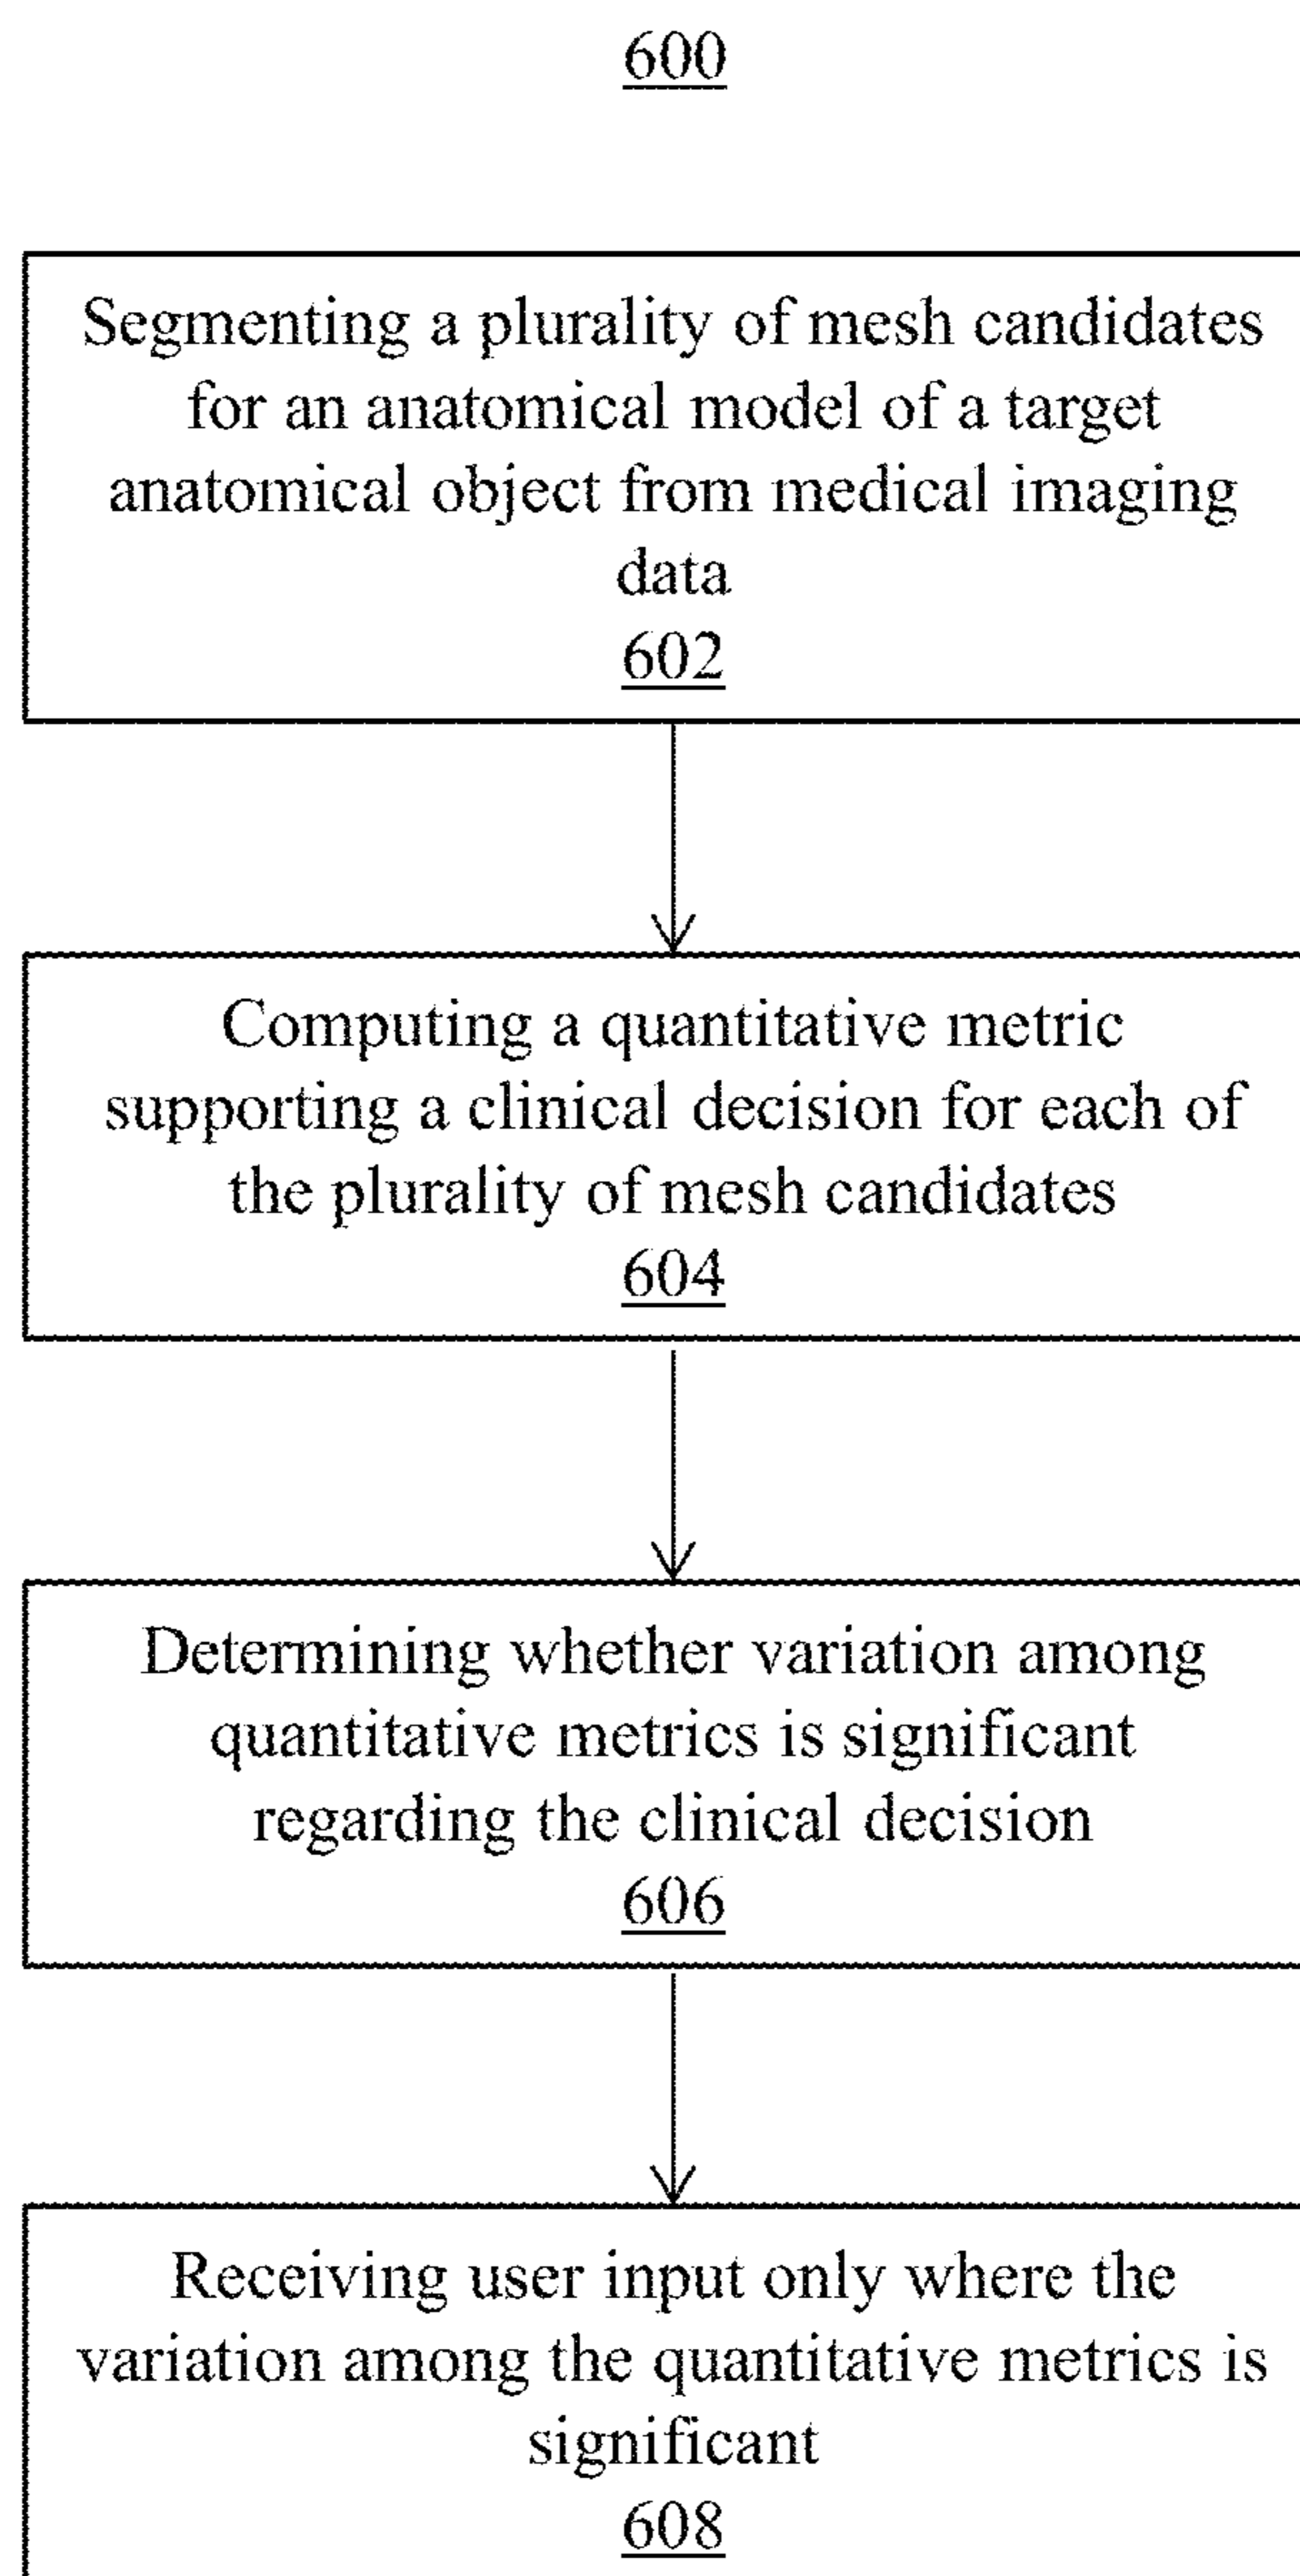 600
Segmenting a plurality of mesh candidates
for an anatomical model of a target
anatomical object from medical imaging
data
602
Computing a quantitative metric
supporting a clinical decision for each of
the plurality of mesh candidates
604
Determining whether variation among
quantitative metrics is significant
regarding the clinical decision
606
Receiving user input only where the
variation among the quantitative metrics is
significant
608